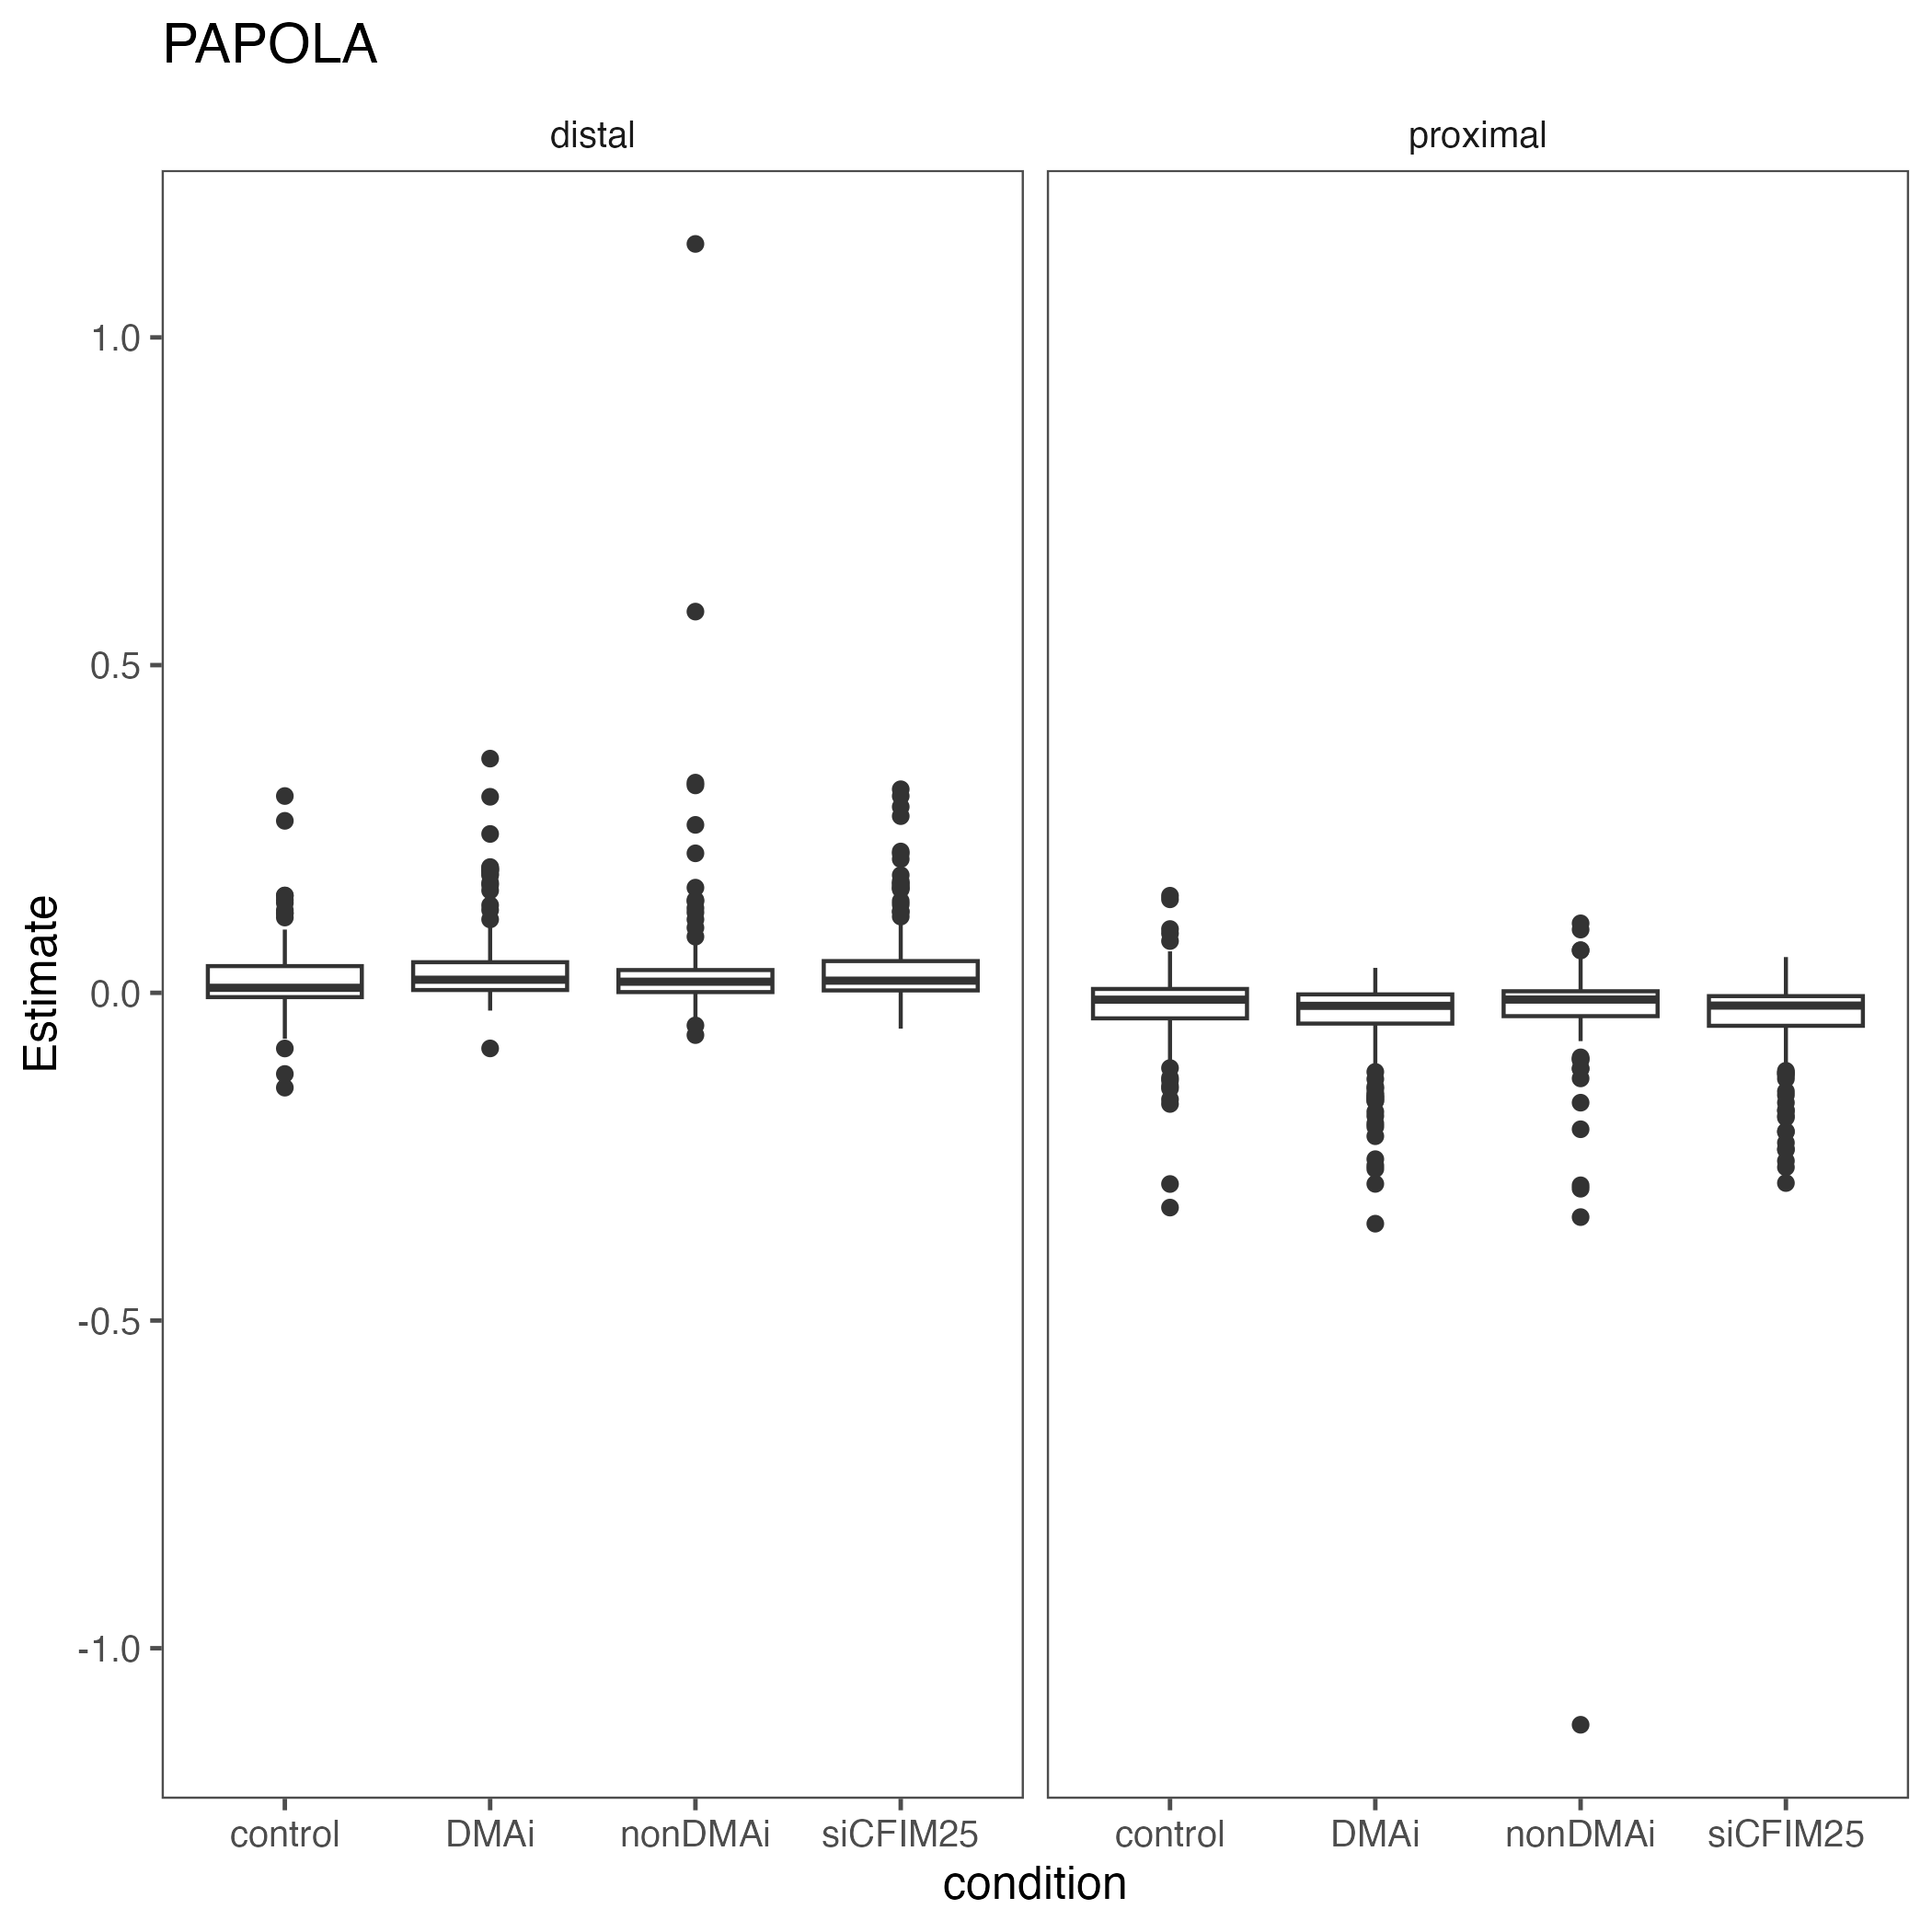 PAPOLA
distal
proximal
Estimate
1.0
0.5
0.0
-0.5
-1.0
control DMAi nonDMAi siCFIM25
control DMAi nonDMAi siCFIM25
condition